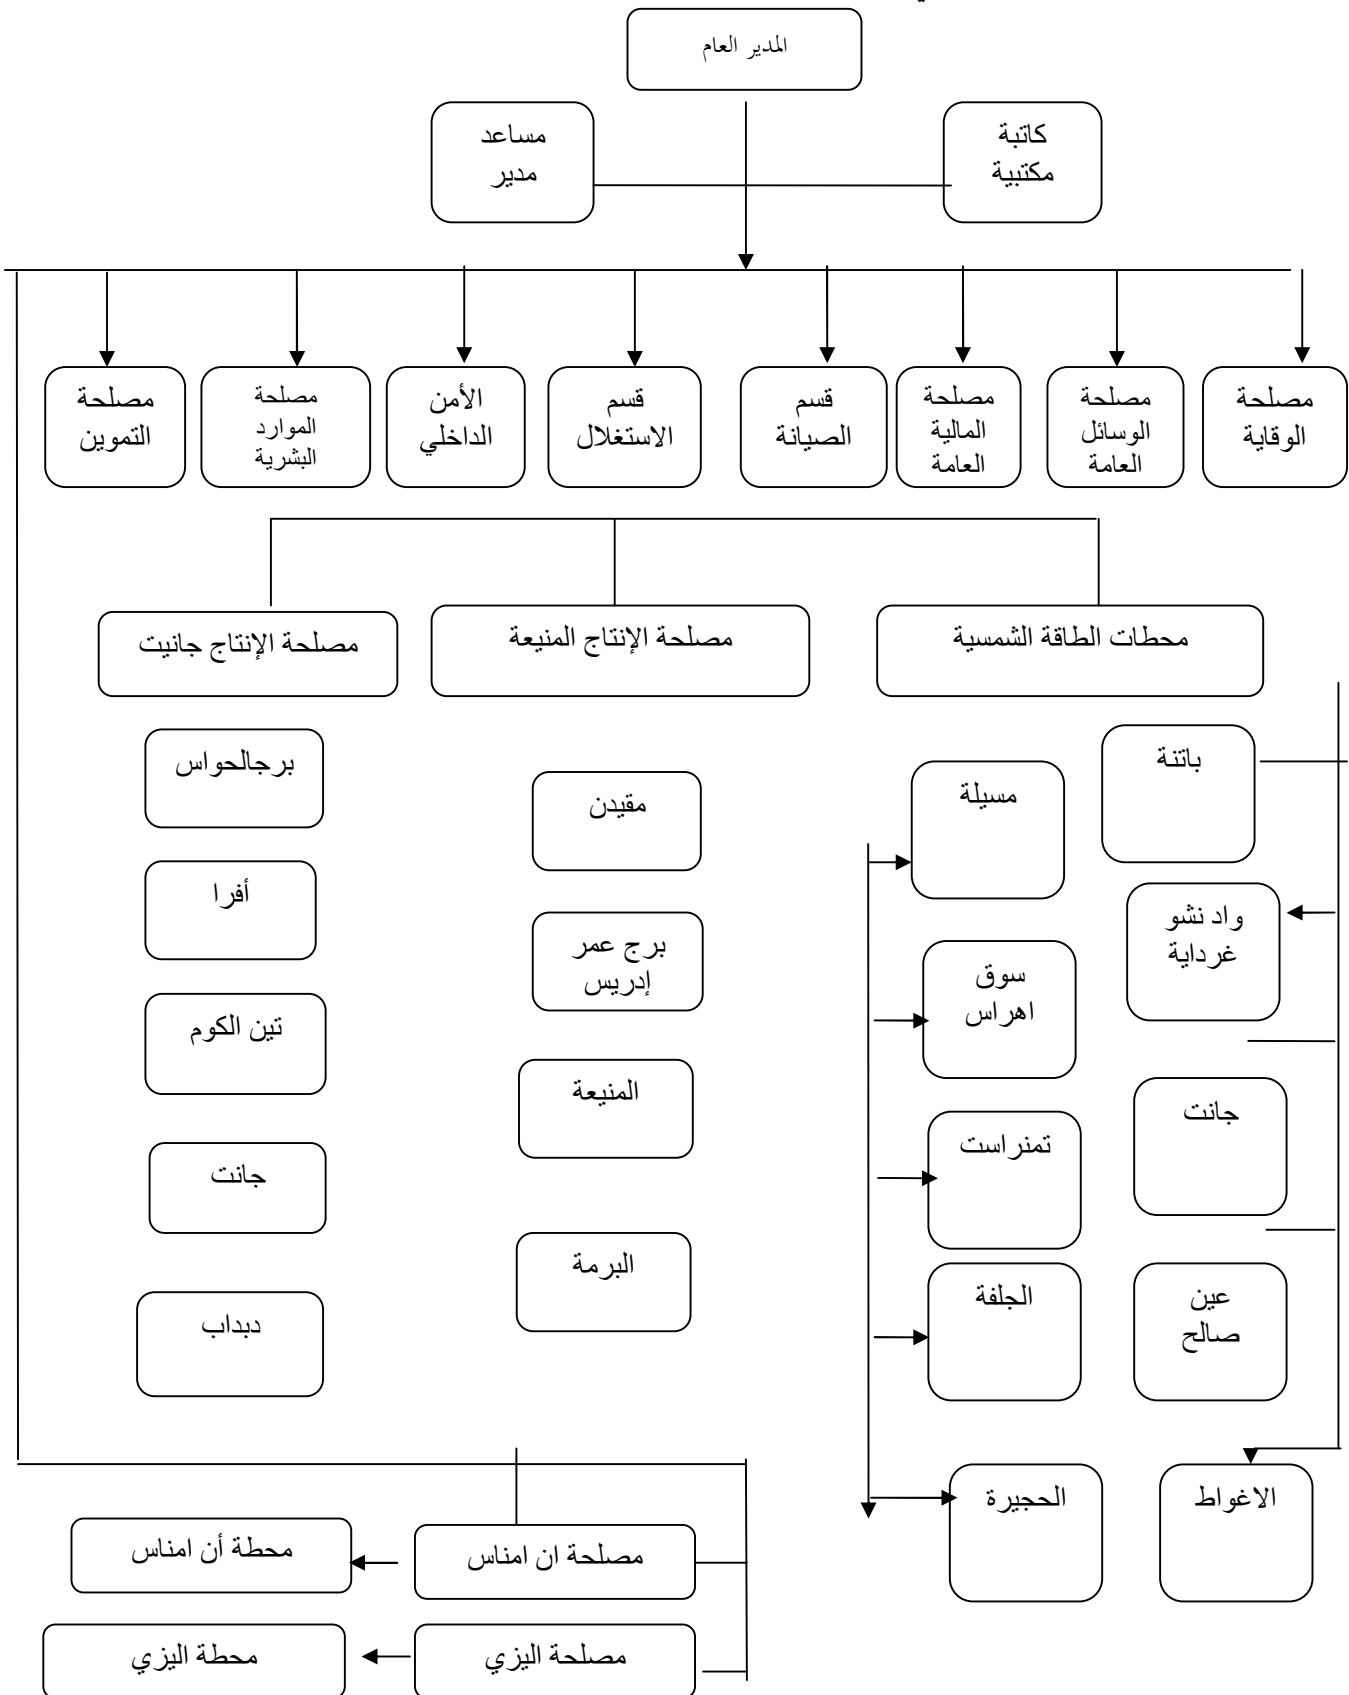 المدير العام
كاتبة
مكتبية
مساعد
مدير
مصلحة
الوقاية
مصلحة
الوسائل
العامة
مصلحة
المالية
العامة
قسم
الصيانة
قسم
الاستغلال
الأمن
الداخلي
مصلحة
الموارد
البشرية
مصلحة
التموين
محطات الطاقة الشمسية
مصلحة الإنتاج المنيعة
مصلحة الإنتاج جانيت
باتنة
واد نشو
غرداية
جانت
عين
صالح
الاغواط
مسيلة
سوق
اهراس
تمنراست
الجلفة
الحجيرة
مقيدن
برج عمر
إدريس
المنيعة
البرمة
برجالحواس
أفرا
تين الكوم
جانت
دبداب
مصلحة ان امناس
محطة أن امناس
مصلحة اليزي
محطة اليزي